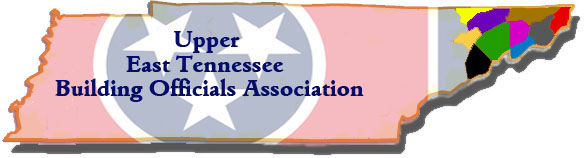 Upper
East Tennessee
Building Officials Association